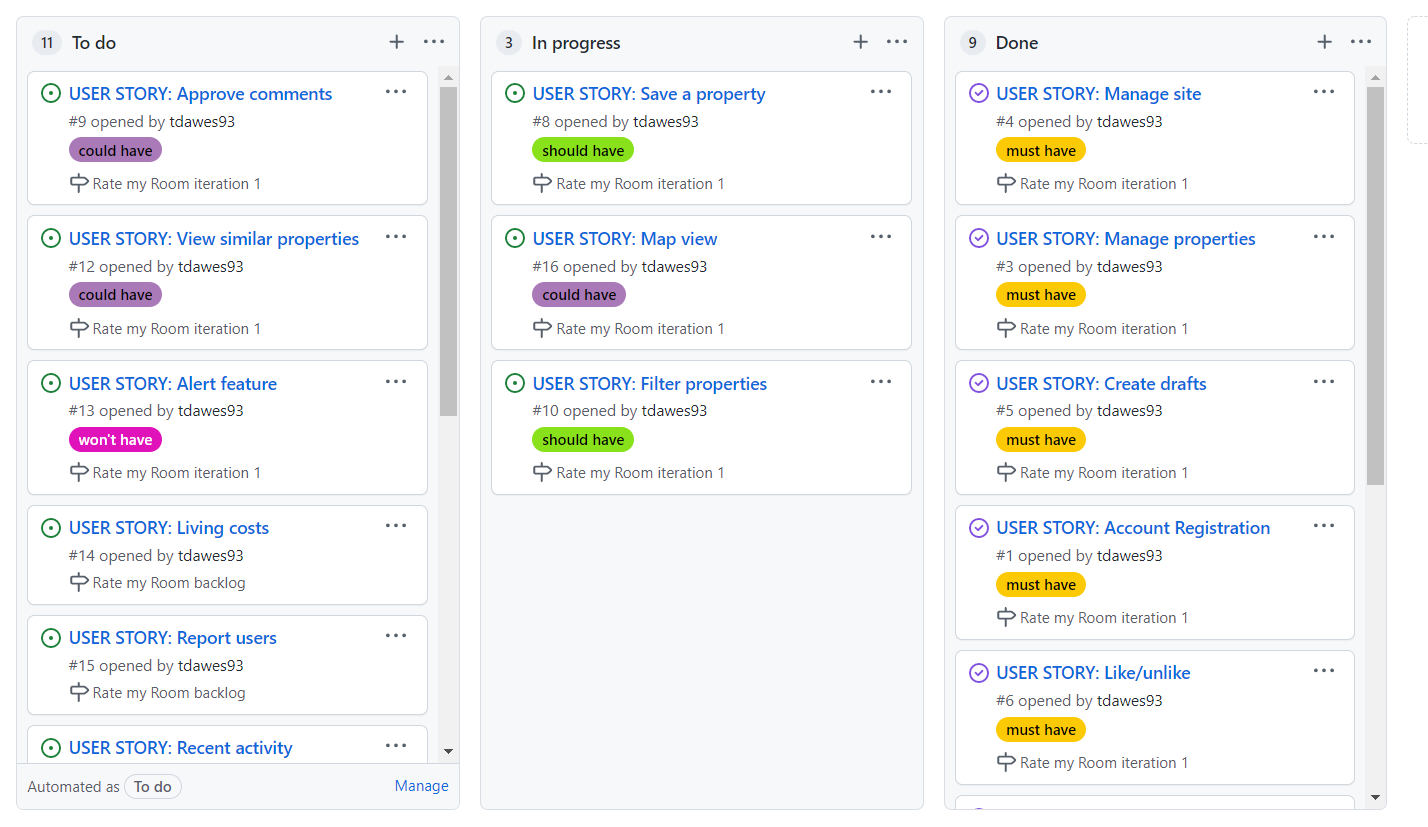 11 To do
USER STORY: Approve comments
#9 opened by tdawes93
could have
Rate my Room iteration 1
USER STORY: View similar properties
#12 opened by tdawes93
could have
Rate my Room iteration 1
USER STORY: Alert feature
#13 opened by tdawes93
won't have
Rate my Room iteration 1
USER STORY: Living costs
#14 opened by tdawes93
Rate my Room backlog
USER STORY: Report users
#15 opened by tdawes93
Rate my Room backlog
USER STORY: Recent activity
Automated as To do Manage
3 In progress
USER STORY: Save a property
#8 opened by tdawes93
should have
Rate my Room iteration 1
USER STORY: Map view
#16 opened by tdawes93
could have
Rate my Room iteration 1
USER STORY: Filter properties
#10 opened by tdawes93
should have
Rate my Room iteration 1
9 Done
USER STORY: Manage site
#4 opened by tdawes93
must have
Rate my Room iteration 1
USER STORY: Manage properties
#3 opened by tdawes93
must have
Rate my Room iteration 1
USER STORY: Create drafts
#5 opened by tdawes93
must have
Rate my Room iteration 1
USER STORY: Account Registration
#1 opened by tdawes93
must have
Rate my Room iteration 1
USER STORY: Like/unlike
#6 opened by tdawes93
must have
Rate my Room iteration 1